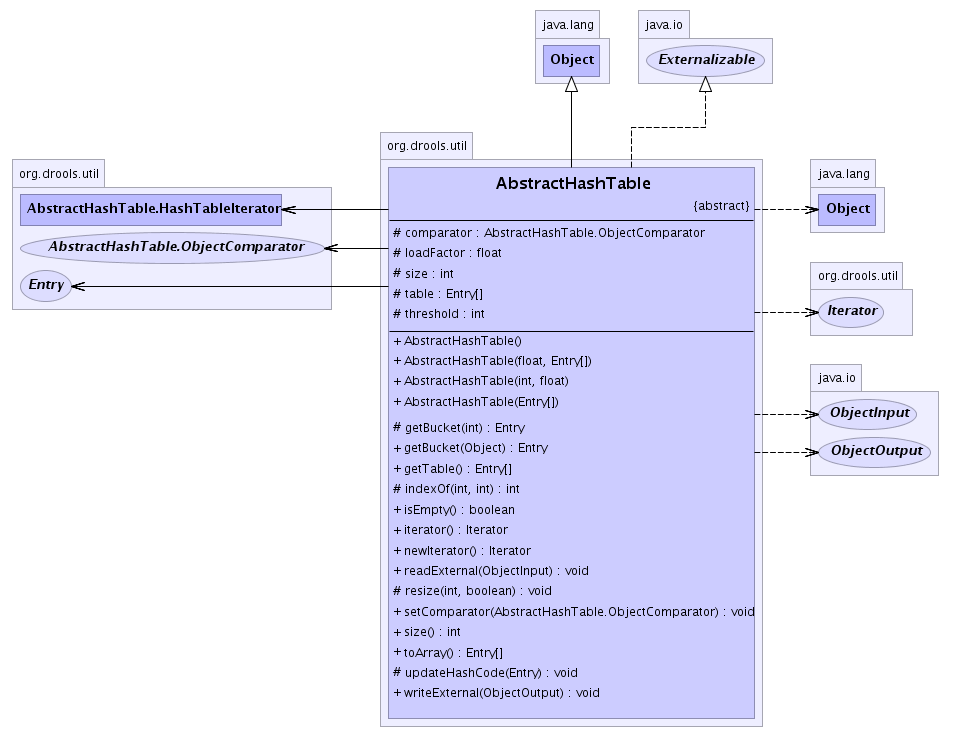 java.lang
Object
java.io
Externalizable
org.drools.util
AbstractHashTable.HashTableIterator
AbstractHashTable.ObjectComparator
Entry
org.drools.util
AbstractHashTable
{abstract}
# comparator : AbstractHashTable.ObjectComparator
# loadFactor : float
# size : int
# table : Entry[]
# threshold : int
+ AbstractHashTable()
+ AbstractHashTable(float, Entry[])
+ AbstractHashTable(int, float)
+ AbstractHashTable(Entry[])
# getBucket(int) : Entry
+ getBucket(Object) : Entry
+ getTable() : Entry[]
# indexOf(int, int) : int
+ isEmpty() : boolean
+ iterator() : Iterator
+ newIterator() : Iterator
+ readExternal(ObjectInput) : void
# resize(int, boolean) : void
+ setComparator(AbstractHashTable.ObjectComparator) : void
+ size() : int
+ toArray() : Entry[]
# updateHashCode(Entry) : void
+ writeExternal(ObjectOutput) : void
java.lang
Object
org.drools.util
Iterator
java.io
ObjectInput
ObjectOutput